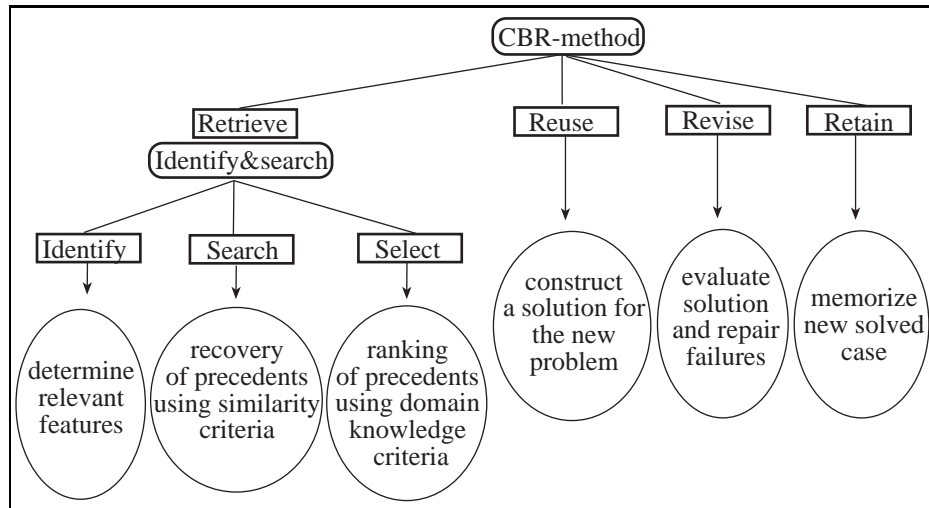 CBR-method
Retrieve
Reuse
Revise
Retain
Identify&search
Identify
Search
Select
determine
relevant
features
recovery
of precedents
using similarity
criteria
ranking
of precedents
using domain
knowledge
criteria
construct
a solution for
the new
problem
evaluate
solution
and repair
failures
memorize
new solved
case